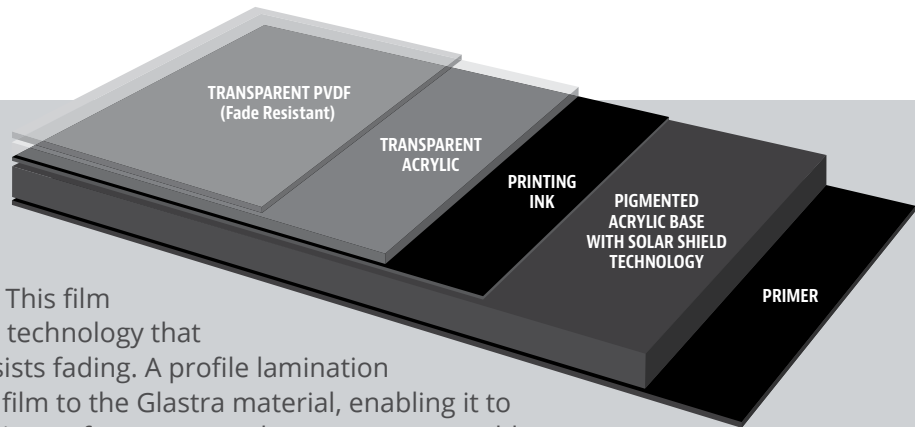 TRANSPARENT PVDF
(Fade Resistant)
TRANSPARENT
ACRYLIC
PRINTING
INK
PIGMENTED
ACRYLIC BASE
WITH SOLAR SHIELD
TECHNOLOGY
PRIMER
This film
technology that
sists fading. A profile lamination
film to the Glastra material, enabling it to